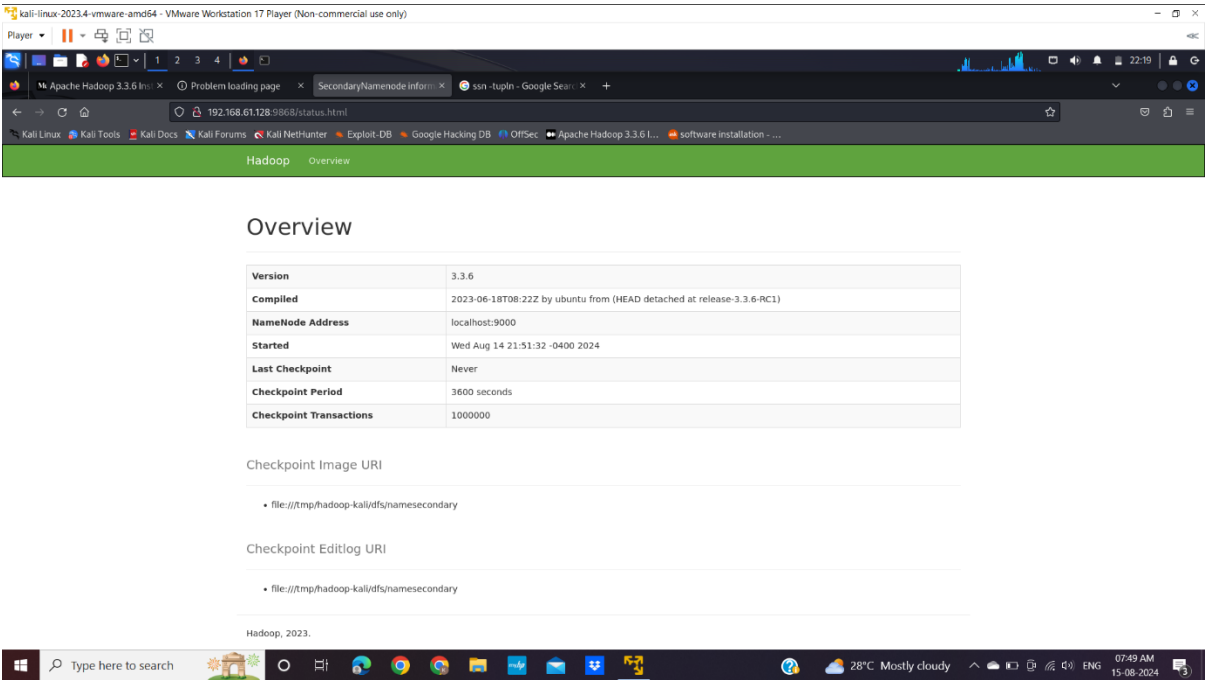 kali-linux-2023.4-vmware-amd64 - VMware Workstation 17 Player (Non-commercial use only)
Player
1 2 3 4 22:19
Apache Hadoop 3.3.6 Inst Problem loading page SecondaryNamenode inform ssn -tupln - Google Searc
192.168.61.128:9868/status.html
Kali Linux Kali Tools Kali Docs Kali Forums Kali NetHunter Exploit-DB Google Hacking DB OffSec Apache Hadoop 3.3.6 I... software installation - ...
Hadoop Overview
Overview
Version 3.3.6
Compiled 2023-06-18T08:22Z by ubuntu from (HEAD detached at release-3.3.6-RC1)
NameNode Address localhost:9000
Started Wed Aug 14 21:51:32 -0400 2024
Last Checkpoint Never
Checkpoint Period 3600 seconds
Checkpoint Transactions 1000000
Checkpoint Image URI
• file:///tmp/hadoop-kali/dfs/namesecondary
Checkpoint Editlog URI
• file:///tmp/hadoop-kali/dfs/namesecondary
Hadoop, 2023.
Type here to search 28°C Mostly cloudy ENG 07:49 AM
15-08-2024